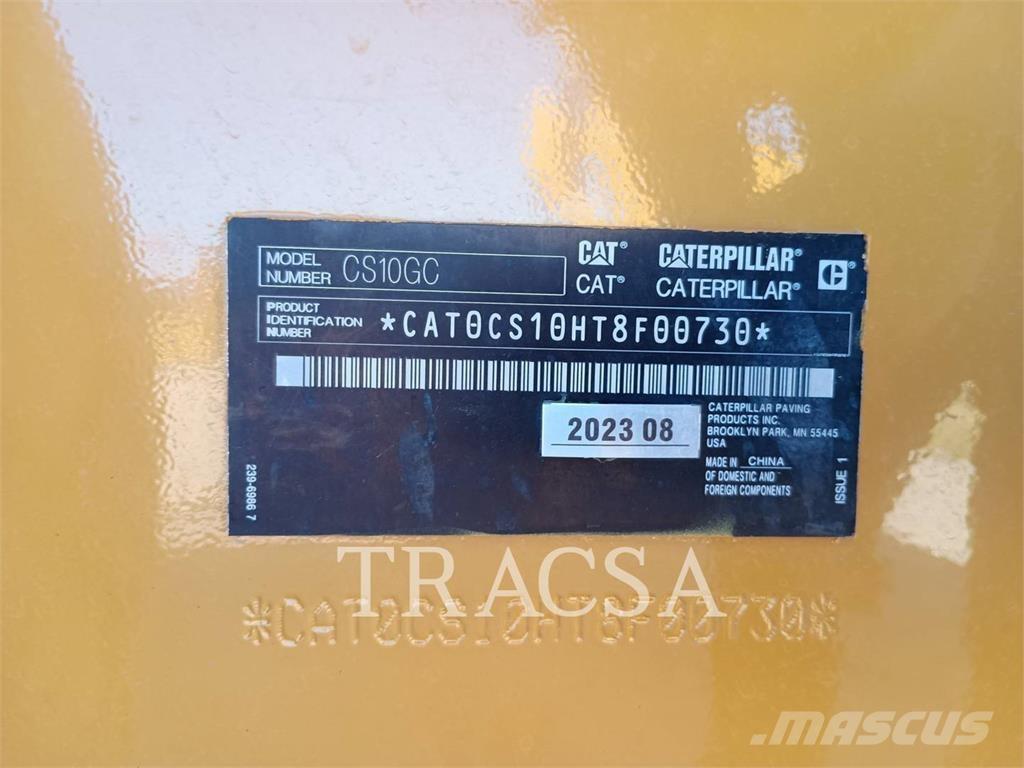 MODEL NUMBER CS10GC
CAT® CATERPILLAR®
CAT® CATERPILLAR®
PRODUCT IDENTIFICATION NUMBER *CAT0CS10HT8F00730*
2023 08
CATERPILLAR PAVING
PRODUCTS INC.
BROOKLYN PARK, MN 55445
USA
MADE IN CHINA
OF DOMESTIC AND
FOREIGN COMPONENTS
ISSUE 1
239-6986 7
TRACSA
*CAT0CS10HT8F00730*
MASCUS